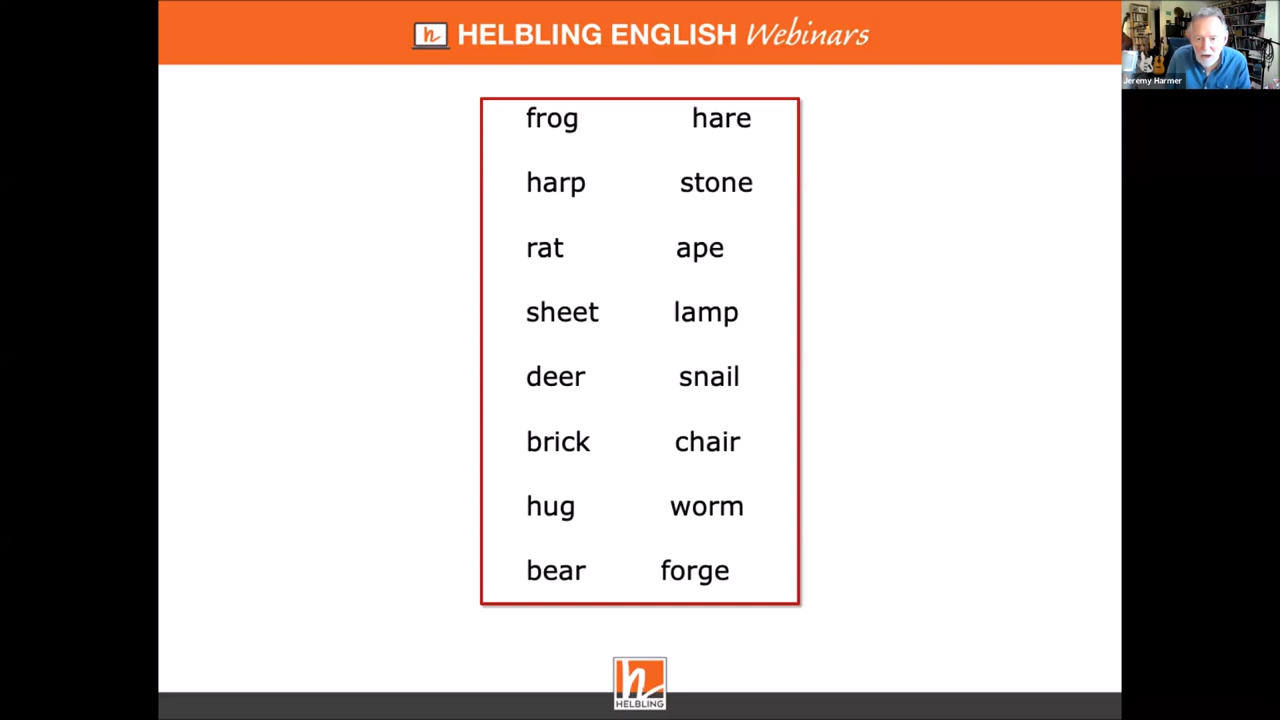 HELBLING ENGLISH Webinars
Jeremy Harmer
frog hare
harp stone
rat ape
sheet lamp
deer snail
brick chair
hug worm
bear forge
HELBLING